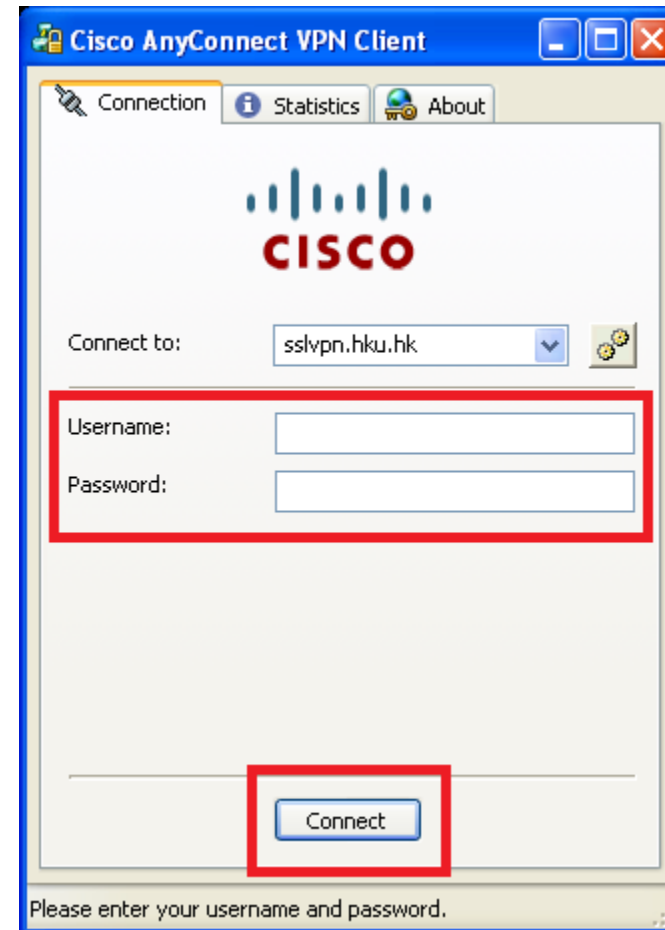 Cisco AnyConnect VPN Client
Connection Statistics About
CISCO
Connect to: sslvpn.hku.hk
Username:
Password:
Connect
Please enter your username and password.